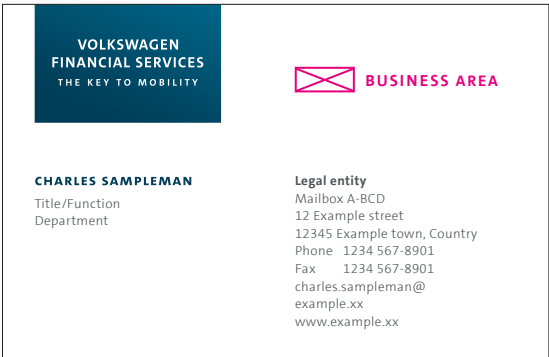 VOLKSWAGEN
FINANCIAL SERVICES
THE KEY TO MOBILITY
BUSINESS AREA
CHARLES SAMPLEMAN
Title/Function
Department
Legal entity
Mailbox A-BCD
12 Example street
12345 Example town, Country
Phone 1234 567-8901
Fax 1234 567-8901
charles.sampleman@
example.xx
www.example.xx